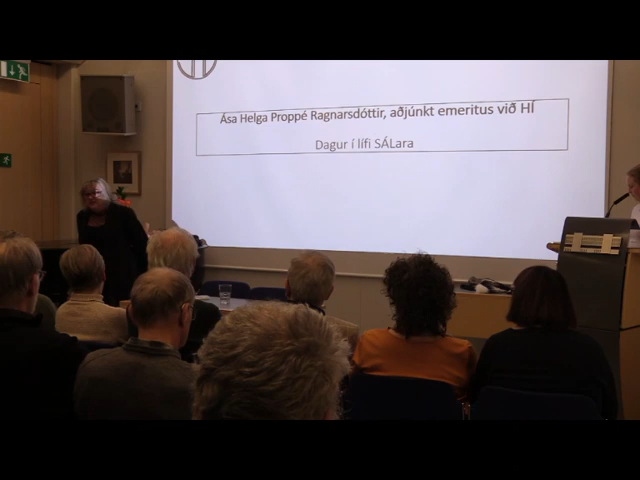 Ása Helga Proppé Ragnarsdóttir, aðjúnkt emeritus við HÍ
Dagur í lífi SÁLara